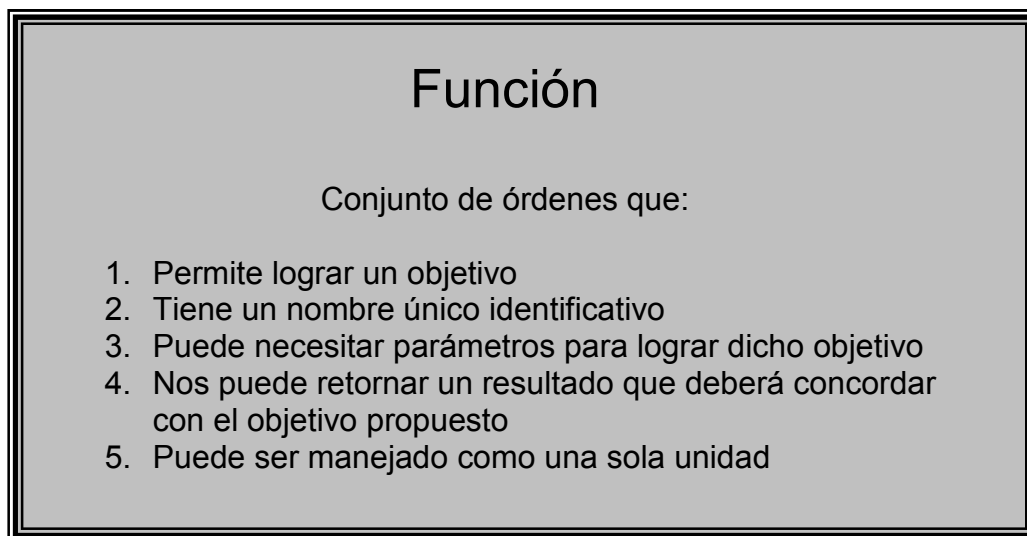 Función
Conjunto de órdenes que:
1. Permite lograr un objetivo
2. Tiene un nombre único identificativo
3. Puede necesitar parámetros para lograr dicho objetivo
4. Nos puede retornar un resultado que deberá concordar
con el objetivo propuesto
5. Puede ser manejado como una sola unidad